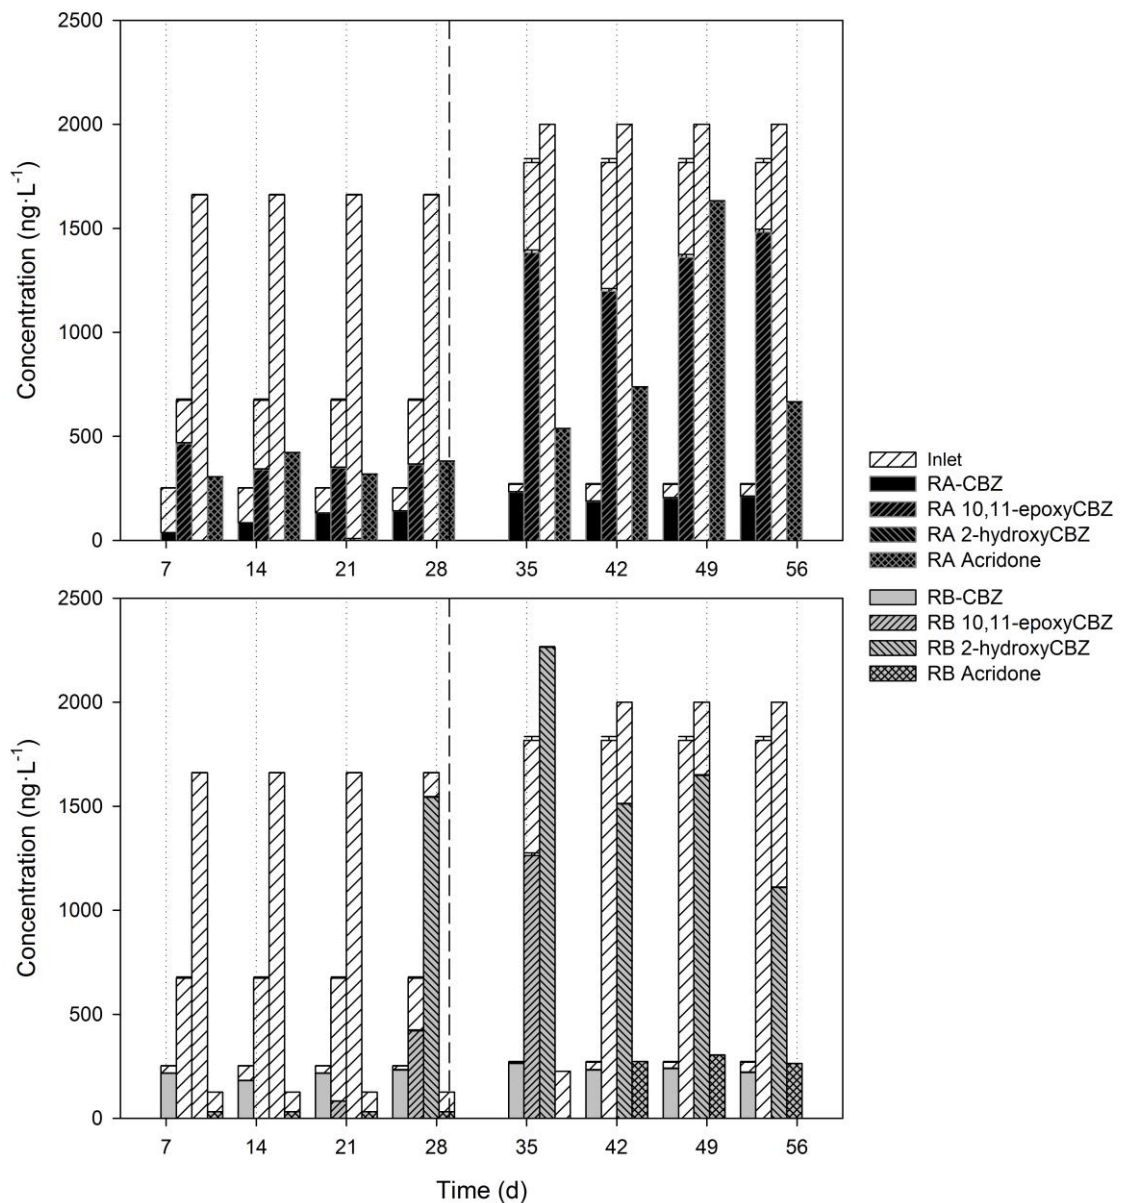 2500
2000
1500
1000
500
0
Concentration (ng·L⁻¹)
7 14 21 28 35 42 49 56
2500
2000
1500
1000
500
0
Concentration (ng·L⁻¹)
7 14 21 28 35 42 49 56
Time (d)
Inlet
RA-CBZ
RA 10,11-epoxyCBZ
RA 2-hydroxyCBZ
RA Acridone
RB-CBZ
RB 10,11-epoxyCBZ
RB 2-hydroxyCBZ
RB Acridone